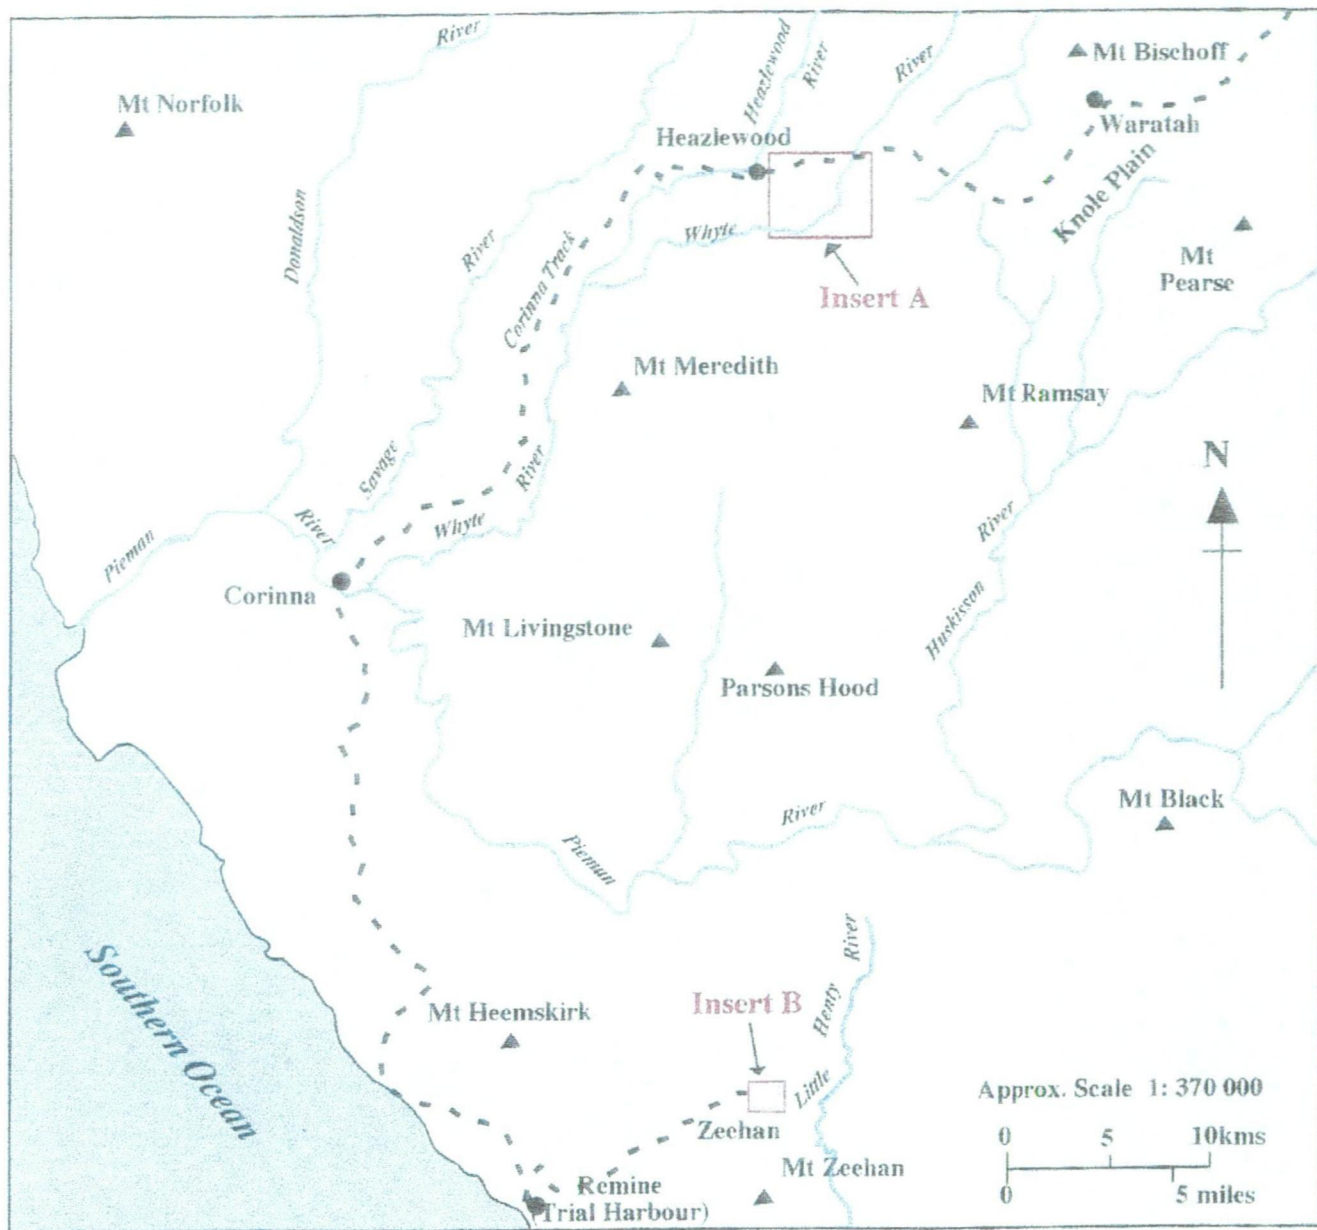 River
Mt Norfolk
Heazlewood
River
River
Mt Bischoff
Waratah
Heazlewood
Knole Plain
Donaldson
River
Whyte
Mt
Pearse
Corinna Track
Insert A
Mt Meredith
Mt Ramsay
N
Savage
River
River
Whyte
River
Pieman
Corinna
Huskisson
Mt Livingstone
Parsons Hood
Mt Black
River
Pieman
River
Southern Ocean
Insert B
Henty
Mt Heemskirk
Little
Approx. Scale 1: 370 000
Zeehan
0 5 10kms
Mt Zeehan
0 5 miles
Remine
(Trial Harbour)